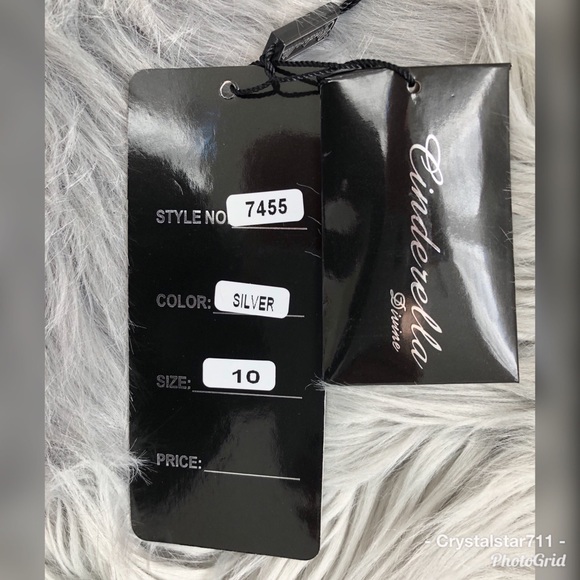 STYLE NO 7455
COLOR: SILVER
SIZE: 10
PRICE:
Cinderella
Divine
- Crystalstar711 -
PhotoGrid